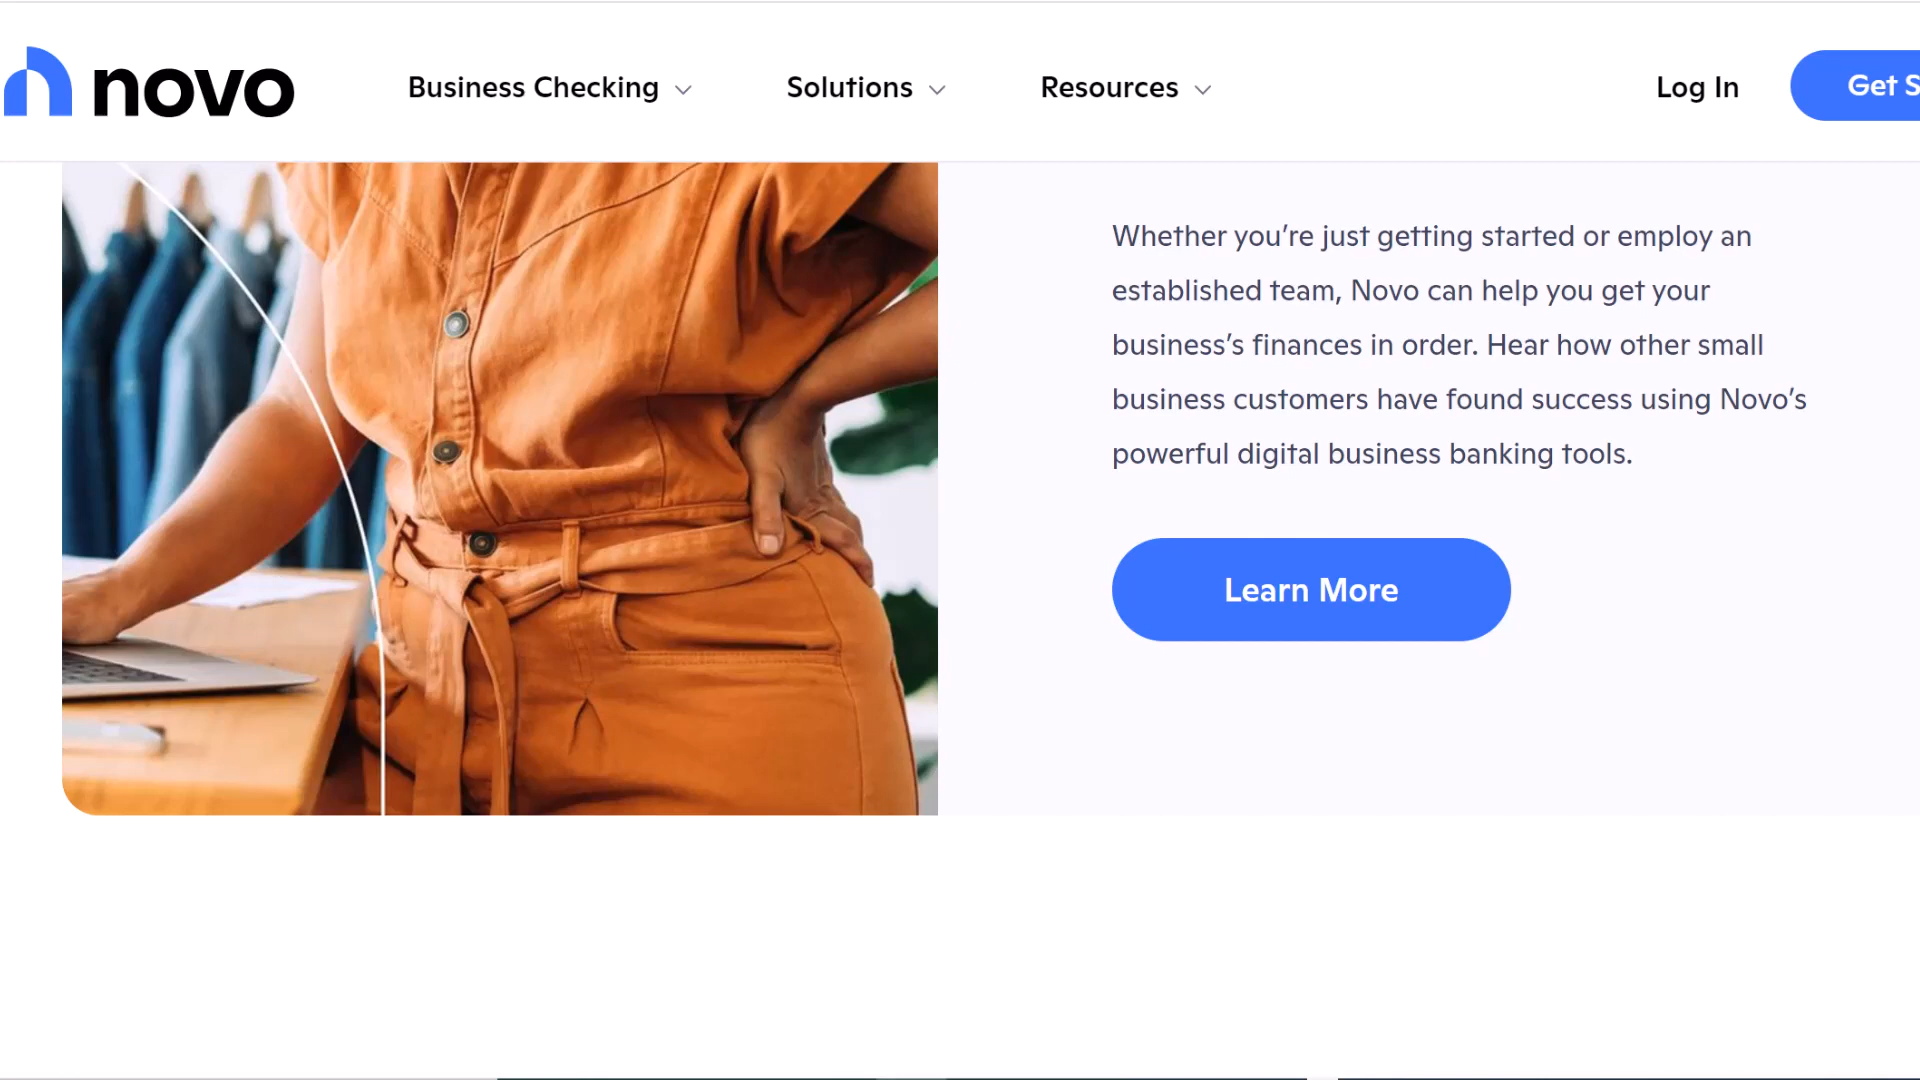 novo
Business Checking
Solutions
Resources
Log In
Get S
Whether you’re just getting started or employ an
established team, Novo can help you get your
business’s finances in order. Hear how other small
business customers have found success using Novo’s
powerful digital business banking tools.
Learn More